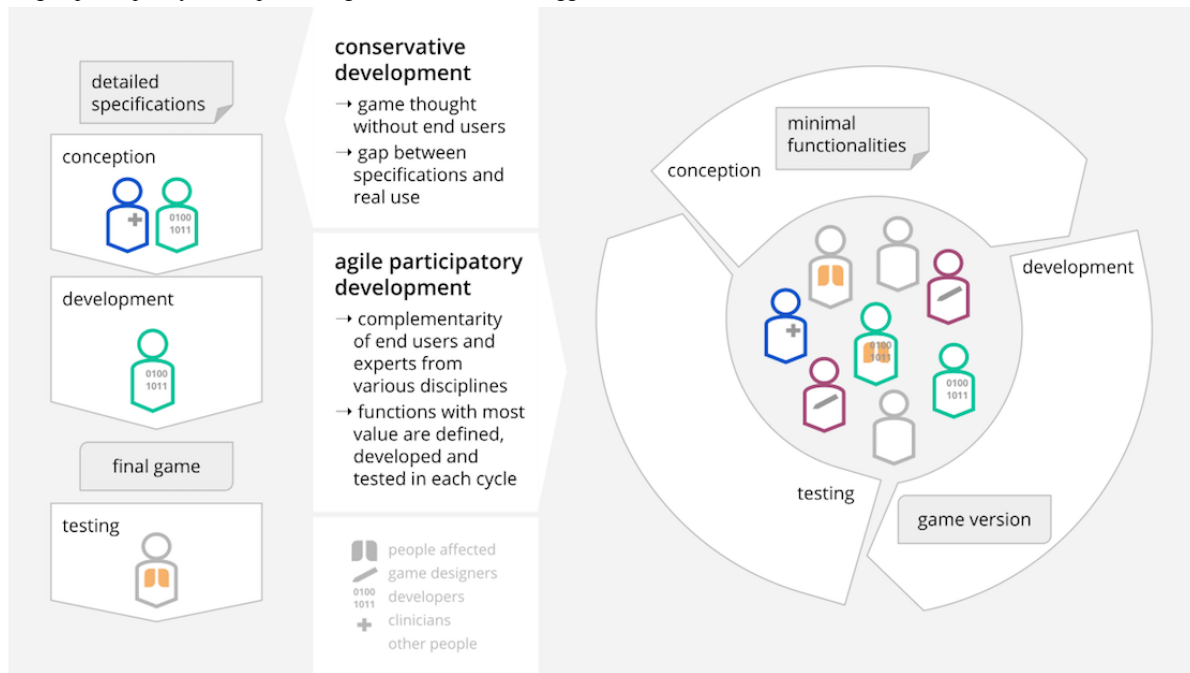 detailed
specifications
conception
0100
1011
development
0100
1011
final game
testing
conservative
development
→ game thought
without end users
→ gap between
specifications and
real use
agile participatory
development
→ complementarity
of end users and
experts from
various disciplines
→ functions with most
value are defined,
developed and
tested in each cycle
people affected
game designers
0100
1011
developers
clinicians
other people
minimal
functionalities
conception
development
0100
1011
0100
1011
testing
game version